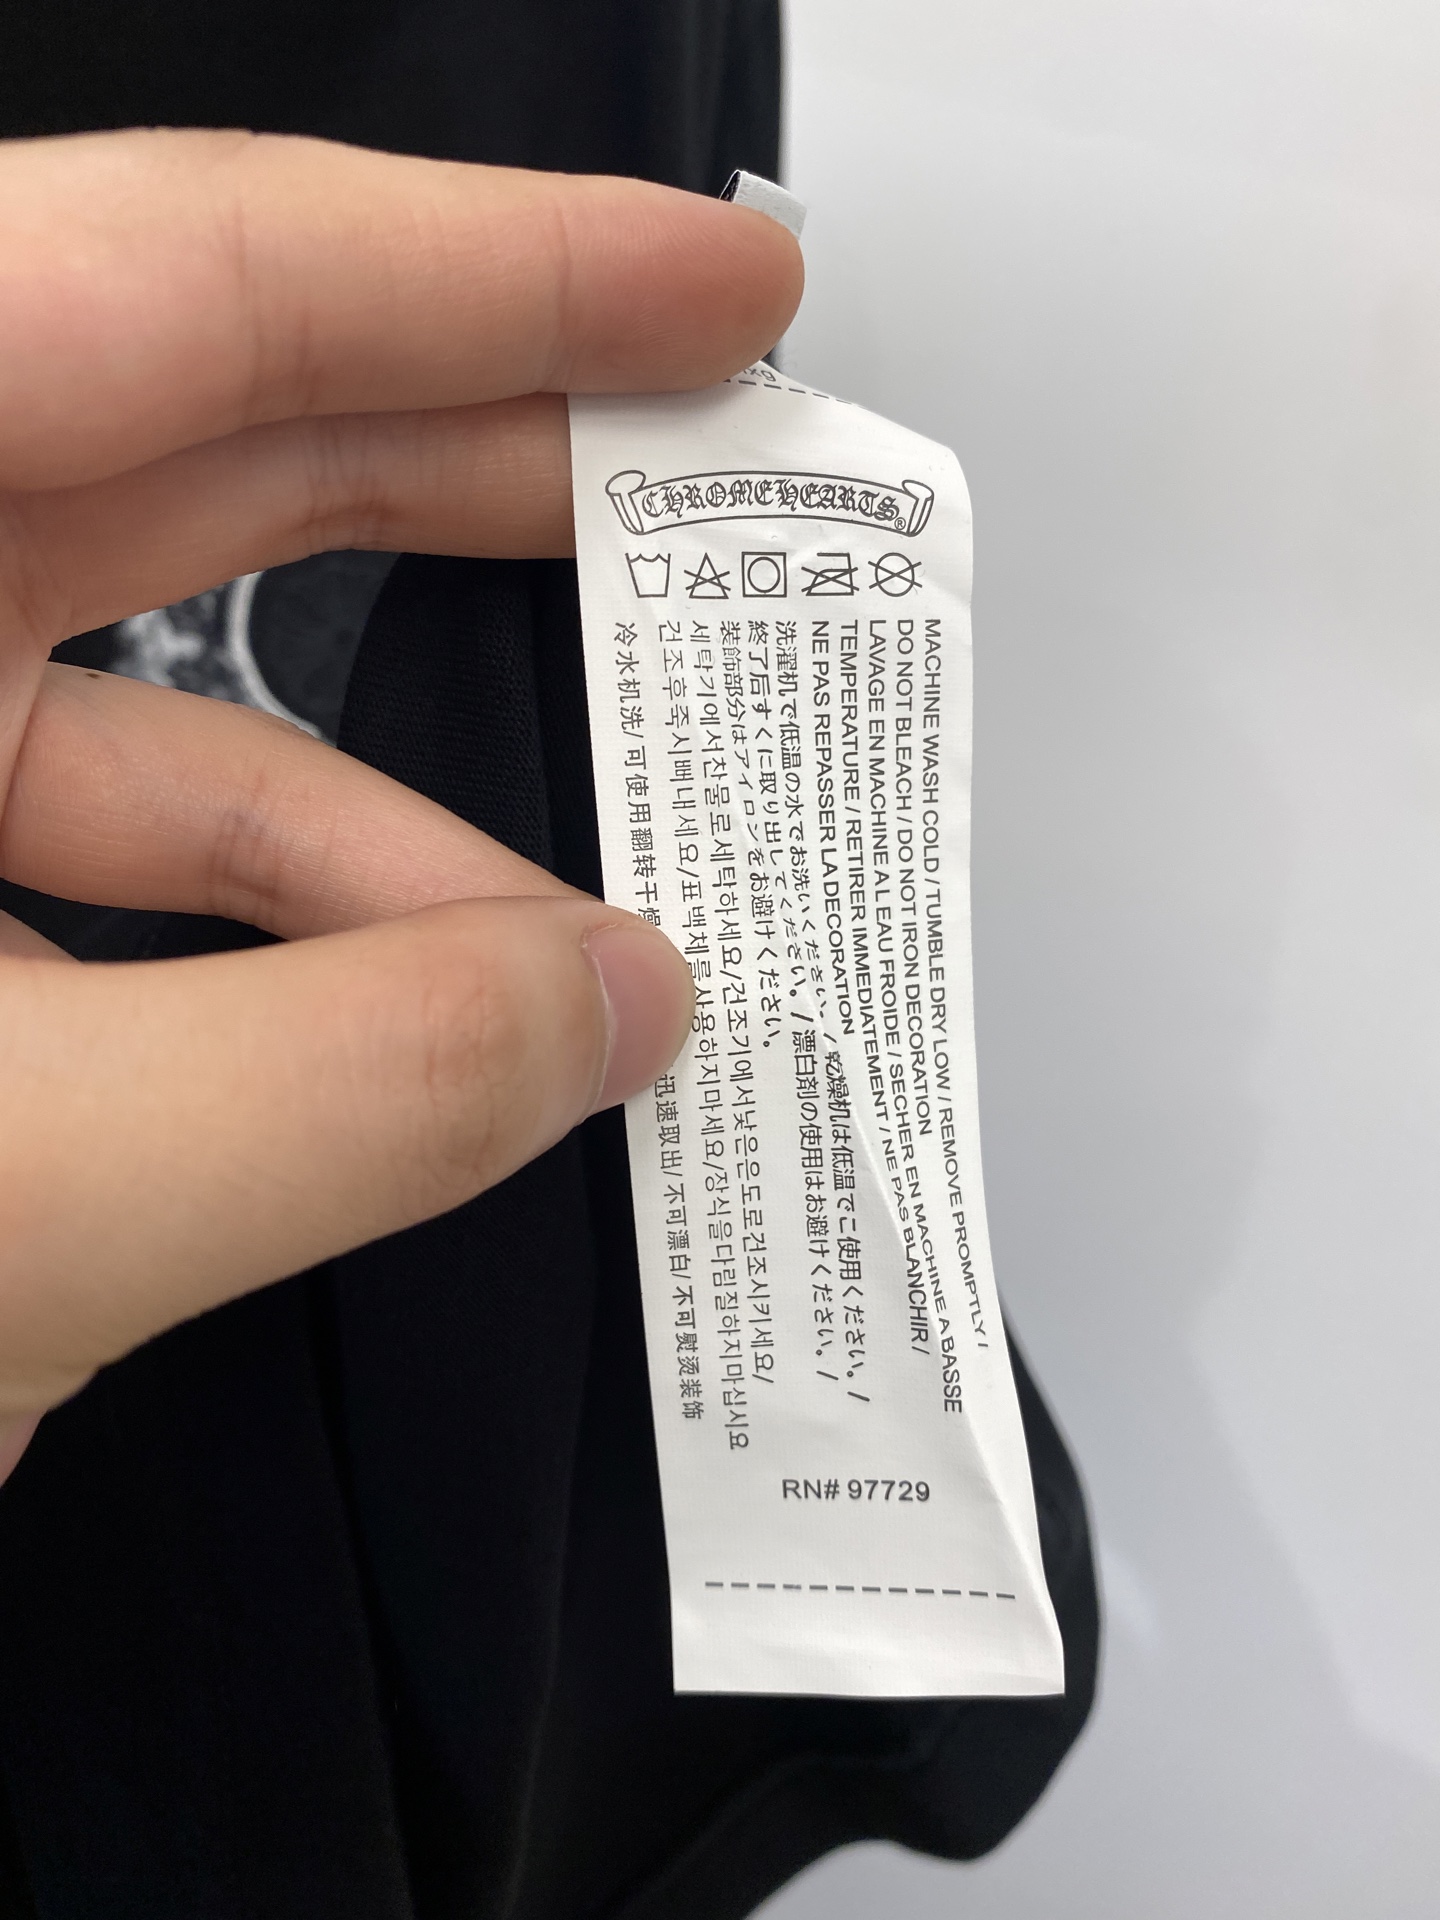 CHROME HEARTS®
MACHINE WASH COLD / TUMBLE DRY LOW / REMOVE PROMPTLY /
DO NOT BLEACH / DO NOT IRON DECORATION
LAVAGE EN MACHINE A L EAU FROIDE / SECHER EN MACHINE A BASSE
TEMPERATURE / RETIRER IMMEDIATEMENT / NE PAS BLANCHIR /
NE PAS REPASSER LA DECORATION
洗濯机で低温の水でお洗いください。/ 乾燥机は低温でご使用ください。/
終了后すぐに取り出してください。/ 漂白剤の使用はお避けください。/
装飾部分はアイロンをお避けください。
세탁기에서찬물로세탁하세요/건조기에서낮은온도로건조시키세요/
건조후즉시빼내세요/표백제를사용하지마세요/장식을다림질하지마십시요
冷水机洗/可使用翻转干燥 迅速取出/不可漂白/不可熨烫装饰
RN# 97729